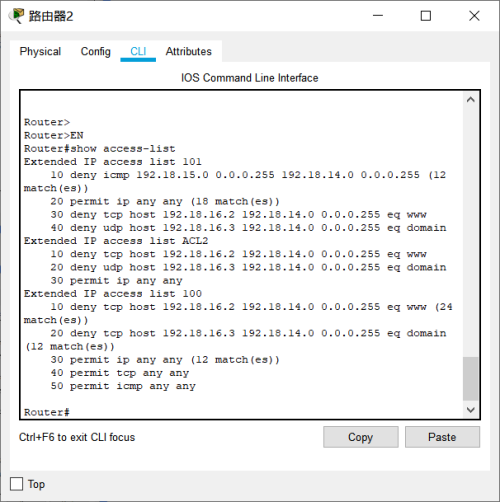 路由器2
Physical Config CLI Attributes
IOS Command Line Interface
Router>
Router>EN
Router#show access-list
Extended IP access list 101
10 deny icmp 192.18.15.0 0.0.0.255 192.18.14.0 0.0.0.255 (12
match(es))
20 permit ip any any (18 match(es))
30 deny tcp host 192.18.16.2 192.18.14.0 0.0.0.255 eq www
40 deny udp host 192.18.16.3 192.18.14.0 0.0.0.255 eq domain
Extended IP access list ACL2
10 deny tcp host 192.18.16.2 192.18.14.0 0.0.0.255 eq www
20 deny udp host 192.18.16.3 192.18.14.0 0.0.0.255 eq domain
30 permit ip any any
Extended IP access list 100
10 deny tcp host 192.18.16.2 192.18.14.0 0.0.0.255 eq www (24
match(es))
20 deny tcp host 192.18.16.3 192.18.14.0 0.0.0.255 eq domain
(12 match(es))
30 permit ip any any (12 match(es))
40 permit tcp any any
50 permit icmp any any
Router#
Ctrl+F6 to exit CLI focus
Copy Paste
Top